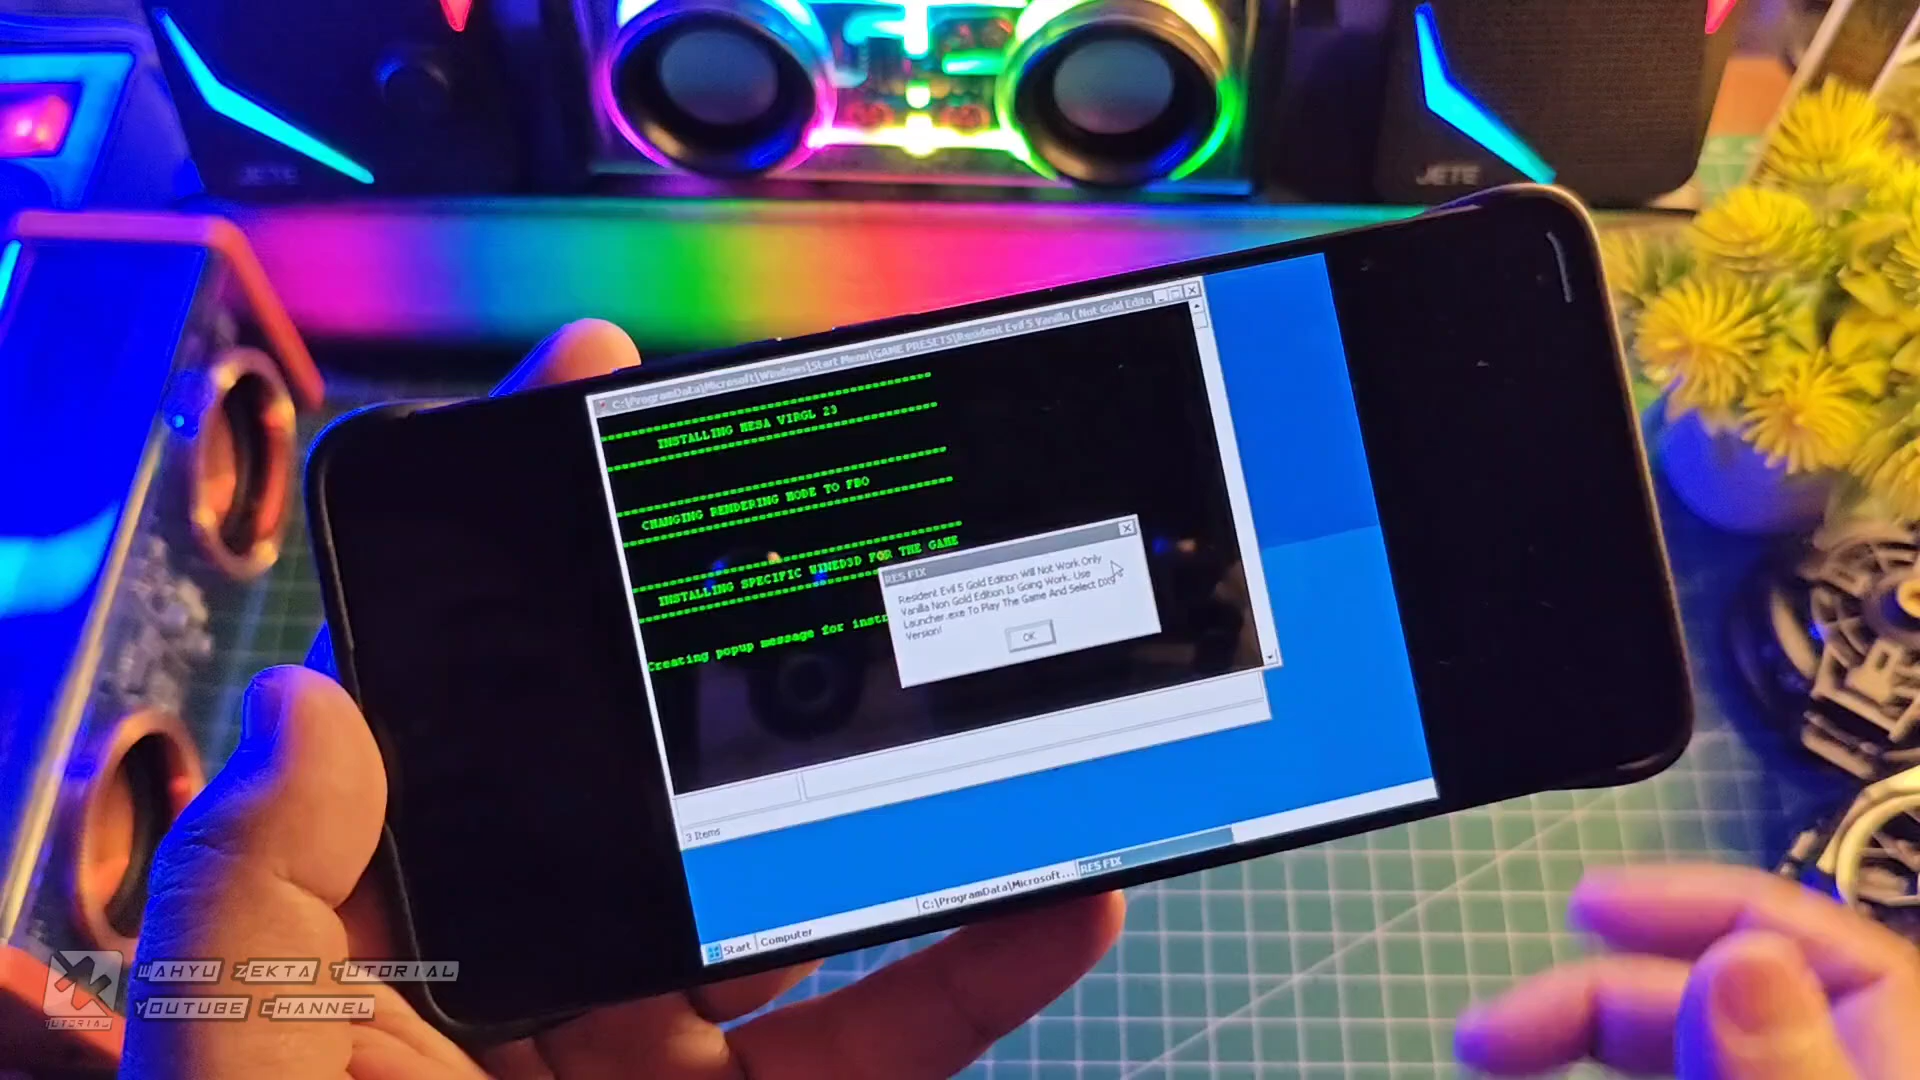 JETE
JETE
C:\ProgramData\Microsoft\Windows\Start Menu\GAME PRESETS\Resident Evil 5 Vanilla ( Not Gold Editio
INSTALLING MESA VIRGL 23
CHANGING RENDERING MODE TO FBO
INSTALLING SPECIFIC WINED3D FOR THE GAME
Creating popup message for instr
RES FIX
Resident Evil 5 Gold Edition Will Not Work Only
Vanilla Non Gold Edition Is Going Work. Use
Launcher.exe To Play The Game And Select DX9
Version!
OK
3 Items
Start
Computer
C:\ProgramData\Microsoft...
RES FIX
WAHYU ZEKTA TUTORIAL
YOUTUBE CHANNEL
TUTORIAL